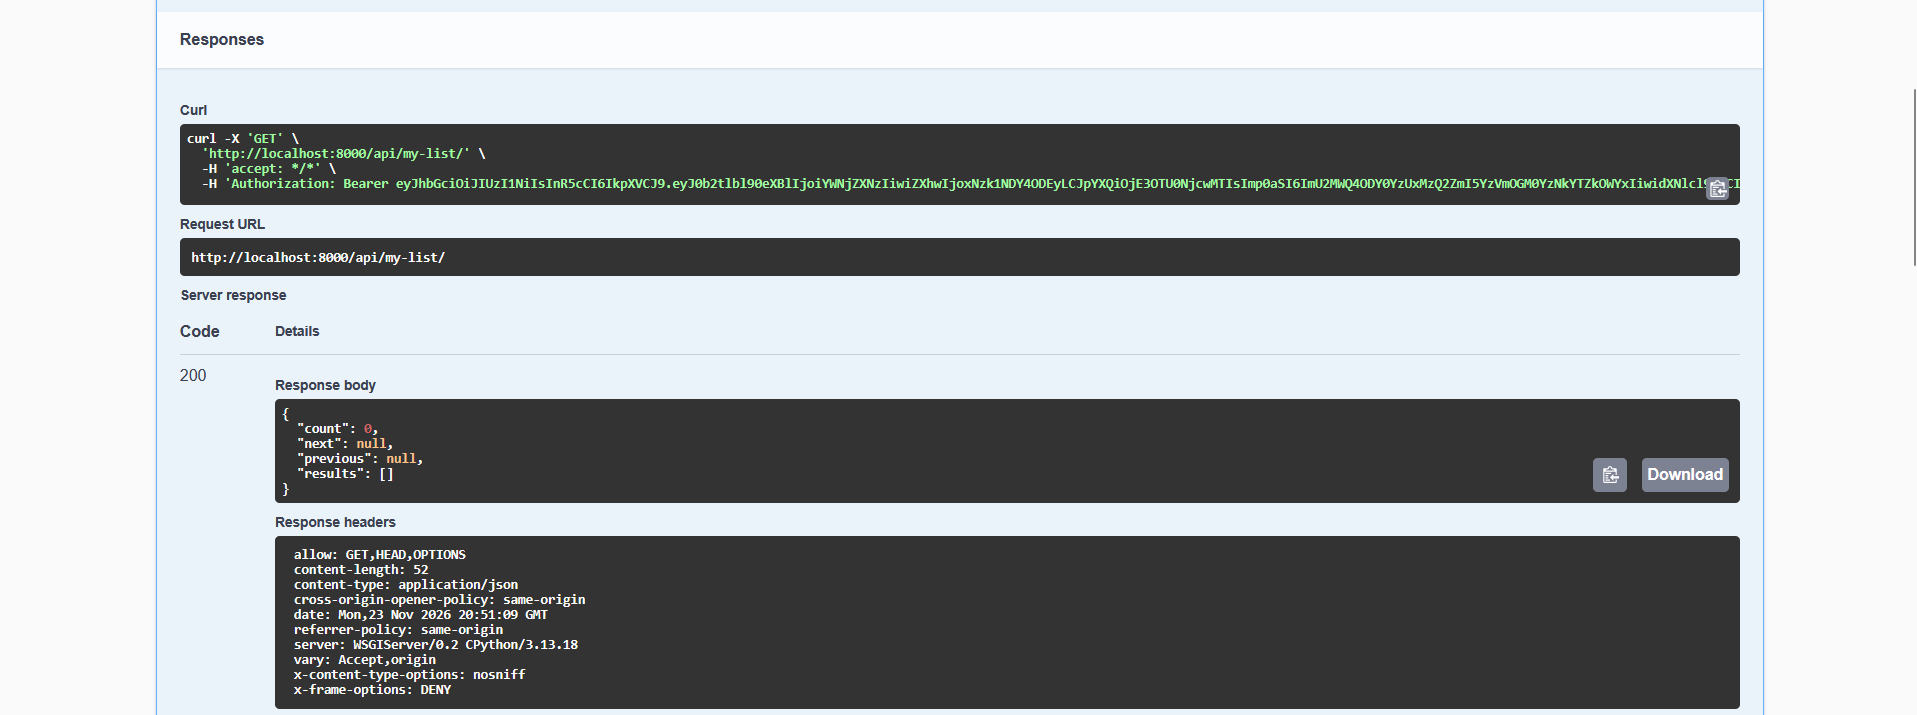 Responses
Curl
curl -X 'GET' \
'http://localhost:8000/api/my-list/' \
-H 'accept: */*' \
-H 'Authorization: Bearer
Request URL
http://localhost:8000/api/my-list/
Server response
Code Details
200
Response body
{
"count": 0,
"next": null,
"previous": null,
"results": []
}
Download
Response headers
allow: GET,HEAD,OPTIONS
content-length: 52
content-type: application/json
cross-origin-opener-policy: same-origin
date: Mon,23 Nov 2026 20:51:09 GMT
referrer-policy: same-origin
server: WSGIServer/0.2 CPython/3.13.18
vary: Accept,origin
x-content-type-options: nosniff
x-frame-options: DENY